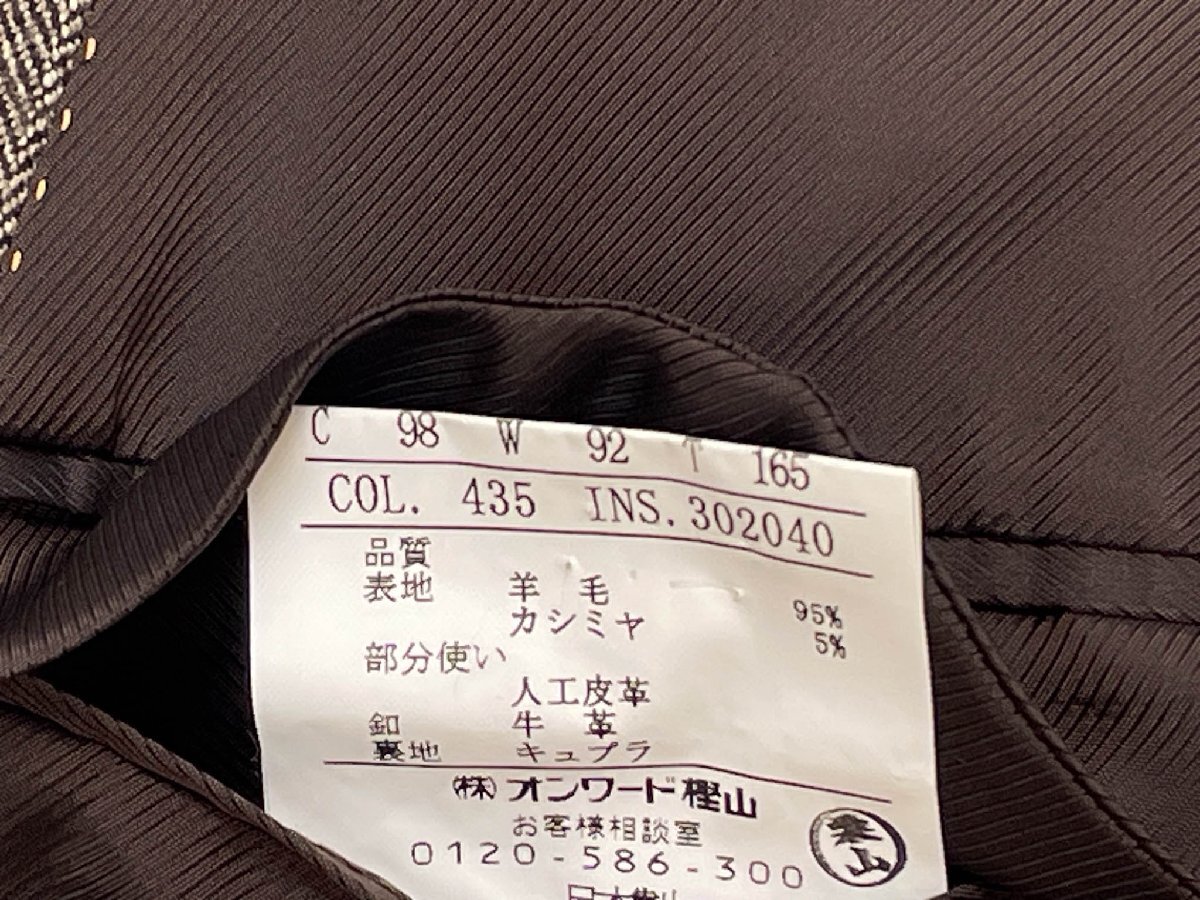 C 98 W 92 T 165
COL. 435 INS. 302040
品質
表地 羊 毛 95%
カシミヤ 5%
部分使い
人工皮革
釦 牛 革
裏地 キュプラ
㈱オンワード樫山
お客様相談室
0120-586-300